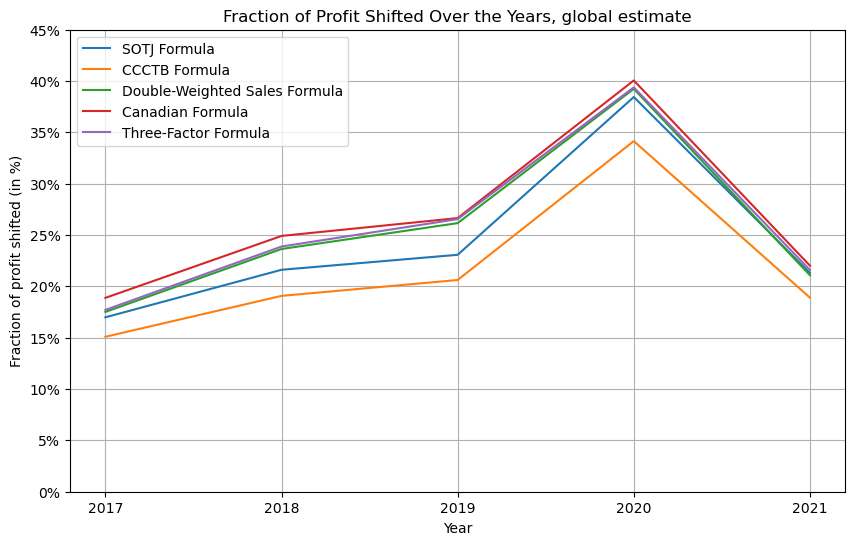 Fraction of Profit Shifted Over the Years, global estimate
45%
40%
35%
30%
25%
20%
15%
10%
5%
0%
Fraction of profit shifted (in %)
SOTJ Formula
CCCTB Formula
Double-Weighted Sales Formula
Canadian Formula
Three-Factor Formula
2017 2018 2019 2020 2021
Year